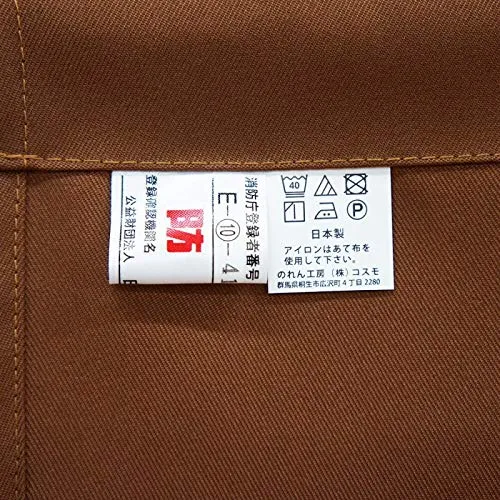 消防庁登録者番号
E-⑩-41
防
登録確認機関名
公益財団法人
40
P
日本製
アイロンはあて布を
使用して下さい。
のれん工房(株)コスモ
群馬県桐生市広沢町4丁目2280